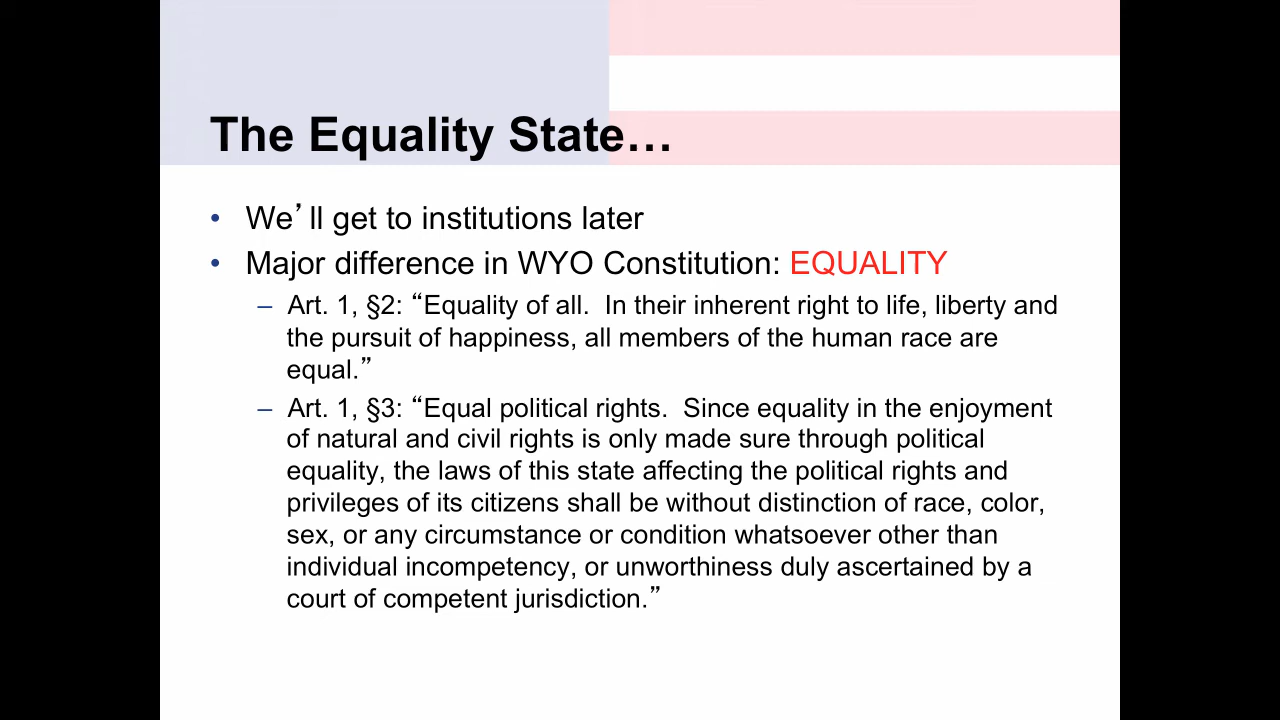 The Equality State…
• We’ll get to institutions later
• Major difference in WYO Constitution: EQUALITY
– Art. 1, §2: “Equality of all.  In their inherent right to life, liberty and
the pursuit of happiness, all members of the human race are
equal.”
– Art. 1, §3: “Equal political rights.  Since equality in the enjoyment
of natural and civil rights is only made sure through political
equality, the laws of this state affecting the political rights and
privileges of its citizens shall be without distinction of race, color,
sex, or any circumstance or condition whatsoever other than
individual incompetency, or unworthiness duly ascertained by a
court of competent jurisdiction.”